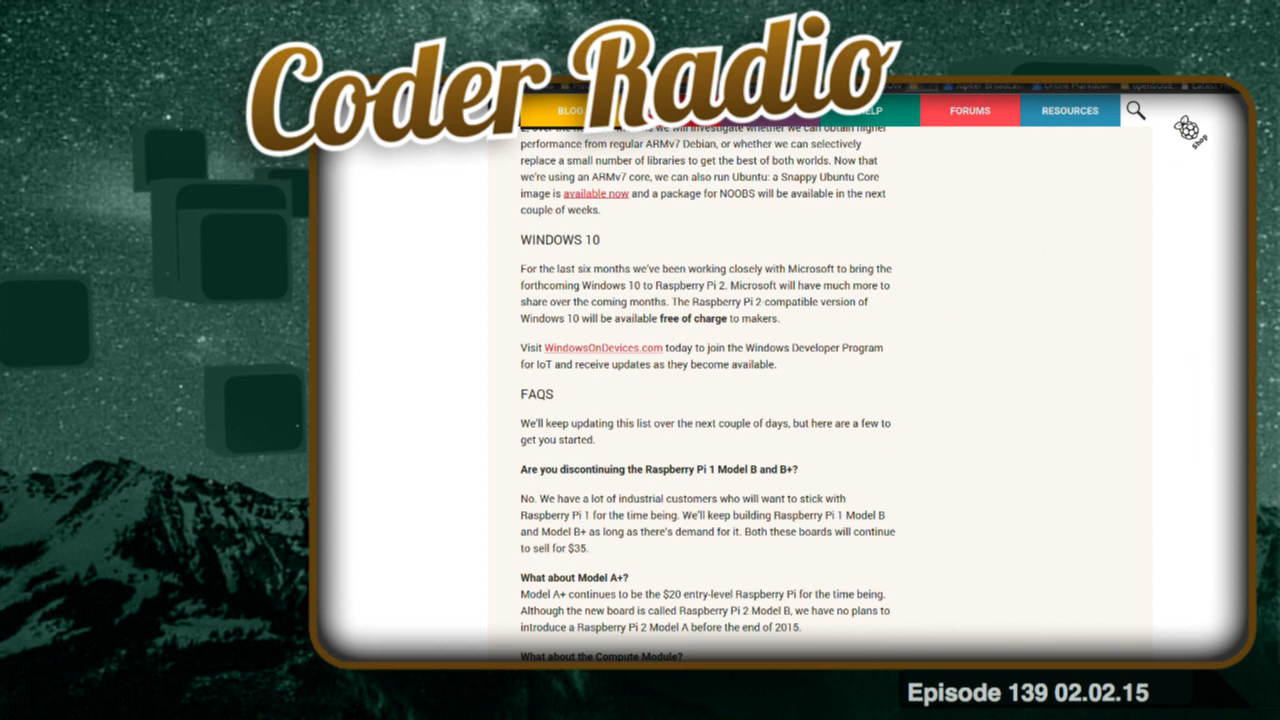 Coder Radio
BLOG
HELP
FORUMS
RESOURCES
shop
we will investigate whether we can obtain higher
performance from regular ARMv7 Debian, or whether we can selectively
replace a small number of libraries to get the best of both worlds. Now that
we're using an ARMv7 core, we can also run Ubuntu: a Snappy Ubuntu Core
image is available now and a package for NOOBS will be available in the next
couple of weeks.
WINDOWS 10
For the last six months we've been working closely with Microsoft to bring the
forthcoming Windows 10 to Raspberry Pi 2. Microsoft will have much more to
share over the coming months. The Raspberry Pi 2-compatible version of
Windows 10 will be available free of charge to makers.
Visit WindowsOnDevices.com today to join the Windows Developer Program
for IoT and receive updates as they become available.
FAQS
We'll keep updating this list over the next couple of days, but here are a few to
get you started.
Are you discontinuing the Raspberry Pi 1 Model B and B+?
No. We have a lot of industrial customers who will want to stick with
Raspberry Pi 1 for the time being. We'll keep building Raspberry Pi 1 Model B
and Model B+ as long as there's demand for it. Both these boards will continue
to sell for $35.
What about Model A+?
Model A+ continues to be the $20 entry-level Raspberry Pi for the time being.
Although the new board is called Raspberry Pi 2 Model B, we have no plans to
introduce a Raspberry Pi 2 Model A before the end of 2015.
What about the Compute Module?
Episode 139 02.02.15